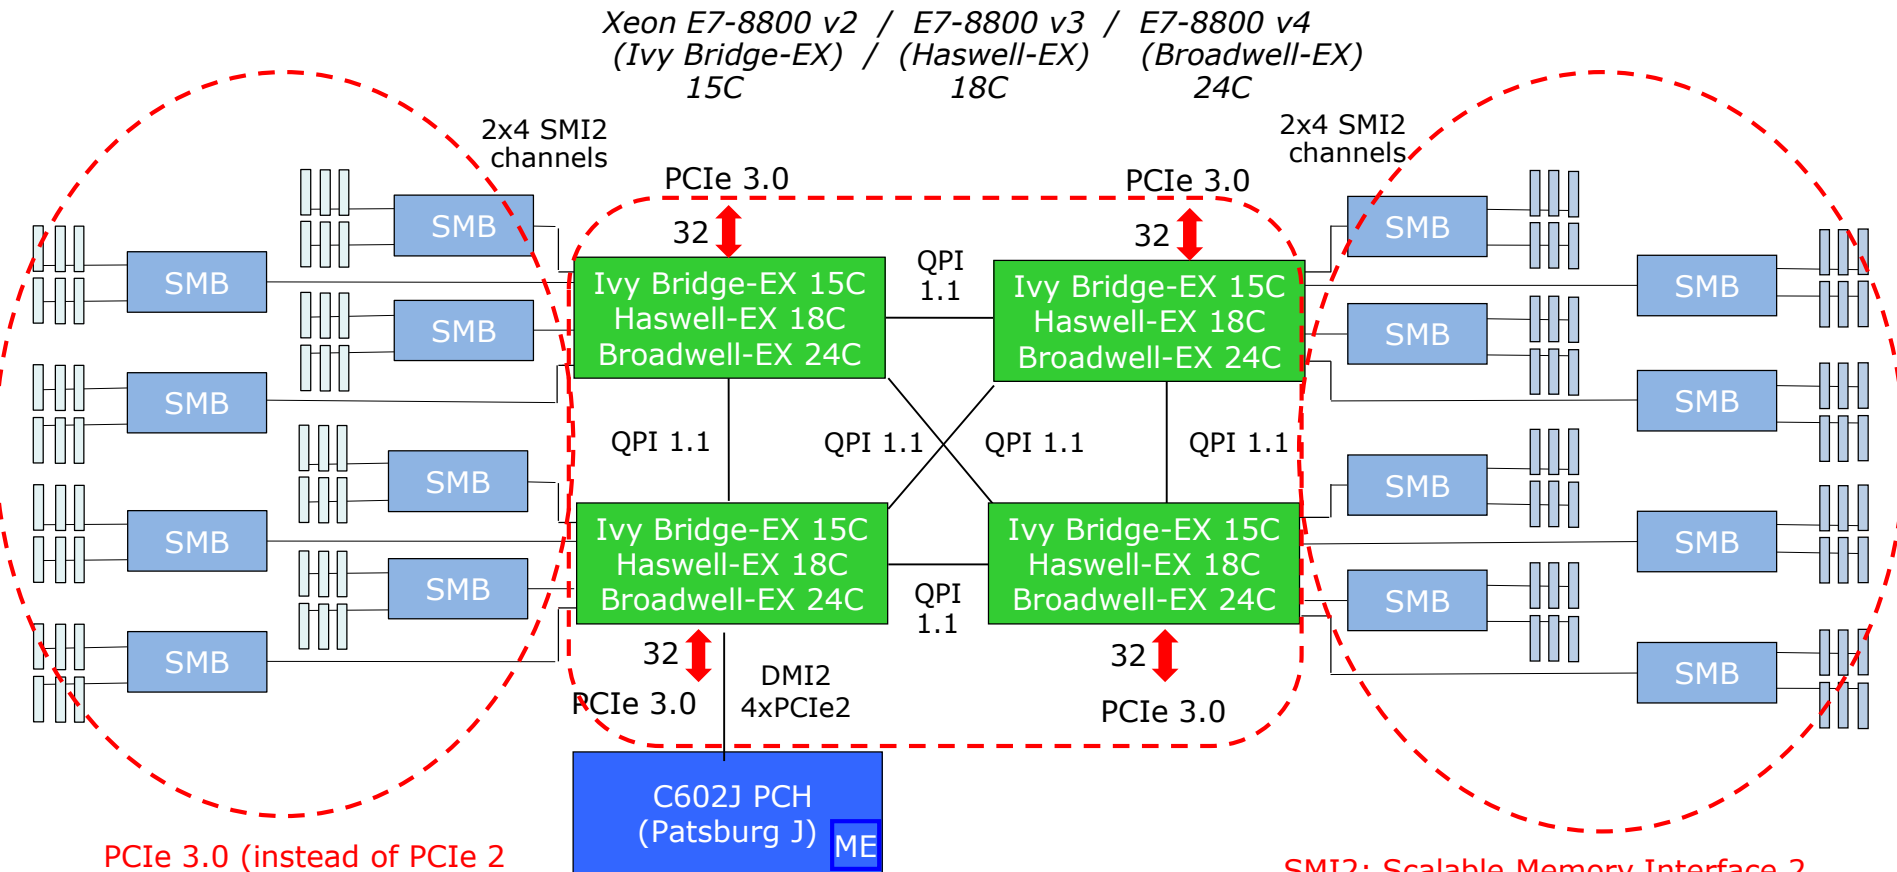 Xeon E7-8800 v2 / E7-8800 v3 / E7-8800 v4
(Ivy Bridge-EX) / (Haswell-EX) (Broadwell-EX)
15C 18C 24C
2x4 SMI2
channels
2x4 SMI2
channels
PCIe 3.0
PCIe 3.0
32
32
SMB
SMB
SMB
SMB
SMB
SMB
SMB
SMB
Ivy Bridge-EX 15C
Haswell-EX 18C
Broadwell-EX 24C
QPI
1.1
Ivy Bridge-EX 15C
Haswell-EX 18C
Broadwell-EX 24C
QPI 1.1
QPI 1.1
QPI 1.1
QPI 1.1
SMB
SMB
SMB
SMB
SMB
SMB
SMB
SMB
Ivy Bridge-EX 15C
Haswell-EX 18C
Broadwell-EX 24C
QPI
1.1
Ivy Bridge-EX 15C
Haswell-EX 18C
Broadwell-EX 24C
32
32
PCIe 3.0
DMI2
4xPCIe2
PCIe 3.0
C602J PCH
(Patsburg J)
ME
PCIe 3.0 (instead of PCIe 2
SMI2: Scalable Memory Interface 2